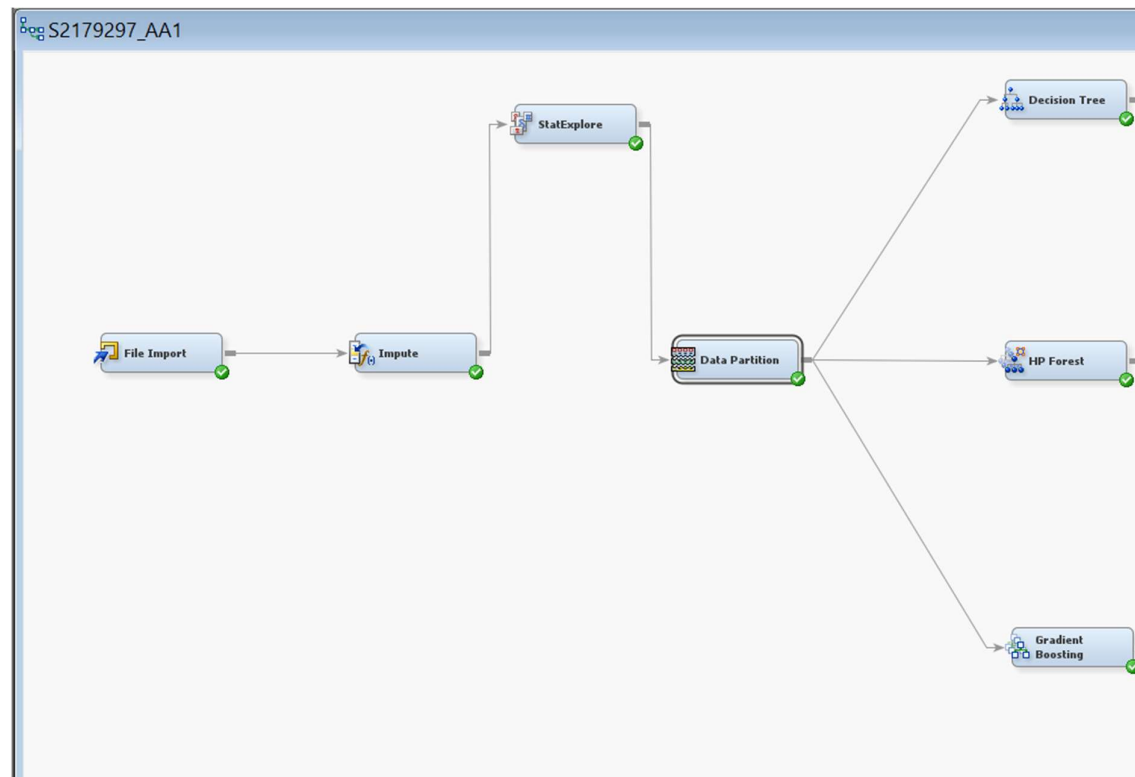 S2179297_AA1
StatExplore
Decision Tree
File Import
Impute
Data Partition
HP Forest
Gradient
Boosting